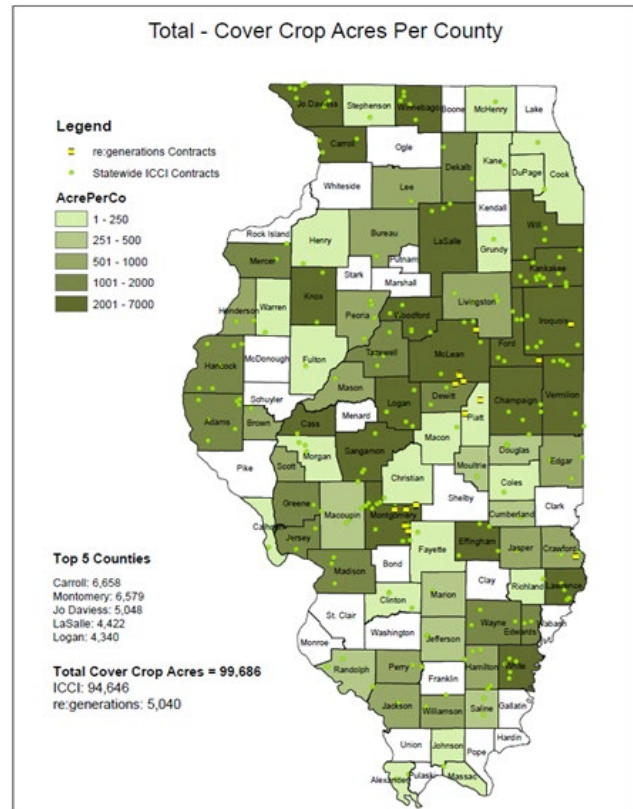 Total - Cover Crop Acres Per County
Legend
re:generations Contracts
Statewide ICCI Contracts
AcrePerCo
1 - 250
251 - 500
501 - 1000
1001 - 2000
2001 - 7000
Jo Daviess
Stephenson
Winnebago
Boone
McHenry
Lake
Carroll
Ogle
Dekalb
Kane
DuPage
Cook
Whiteside
Lee
Kendall
Will
Rock Island
Henry
Bureau
LaSalle
Grundy
Mercer
Putnam
Kankakee
Stark
Marshall
Knox
Henderson
Warren
Peoria
Woodford
Livingston
Iroquois
Ford
Hancock
McDonough
Fulton
Tazewell
McLean
Schuyler
Mason
Dewitt
Champaign
Vermilion
Adams
Brown
Cass
Menard
Logan
Piatt
Macon
Morgan
Sangamon
Douglas
Pike
Scott
Christian
Moultrie
Edgar
Coles
Shelby
Greene
Macoupin
Montgomery
Cumberland
Clark
Calhoun
Jersey
Fayette
Effingham
Jasper
Crawford
Madison
Bond
Clay
Richland
Lawrence
Clinton
Marion
St. Clair
Wayne
Edwards
Wabash
Monroe
Washington
Jefferson
Randolph
Perry
Franklin
Hamilton
White
Jackson
Williamson
Saline
Gallatin
Union
Johnson
Pope
Hardin
Alexander
Pulaski
Massac
Top 5 Counties
Carroll: 6,658
Montomery: 6,579
Jo Daviess: 5,048
LaSalle: 4,422
Logan: 4,340
Total Cover Crop Acres = 99,686
ICCI: 94,646
re:generations: 5,040